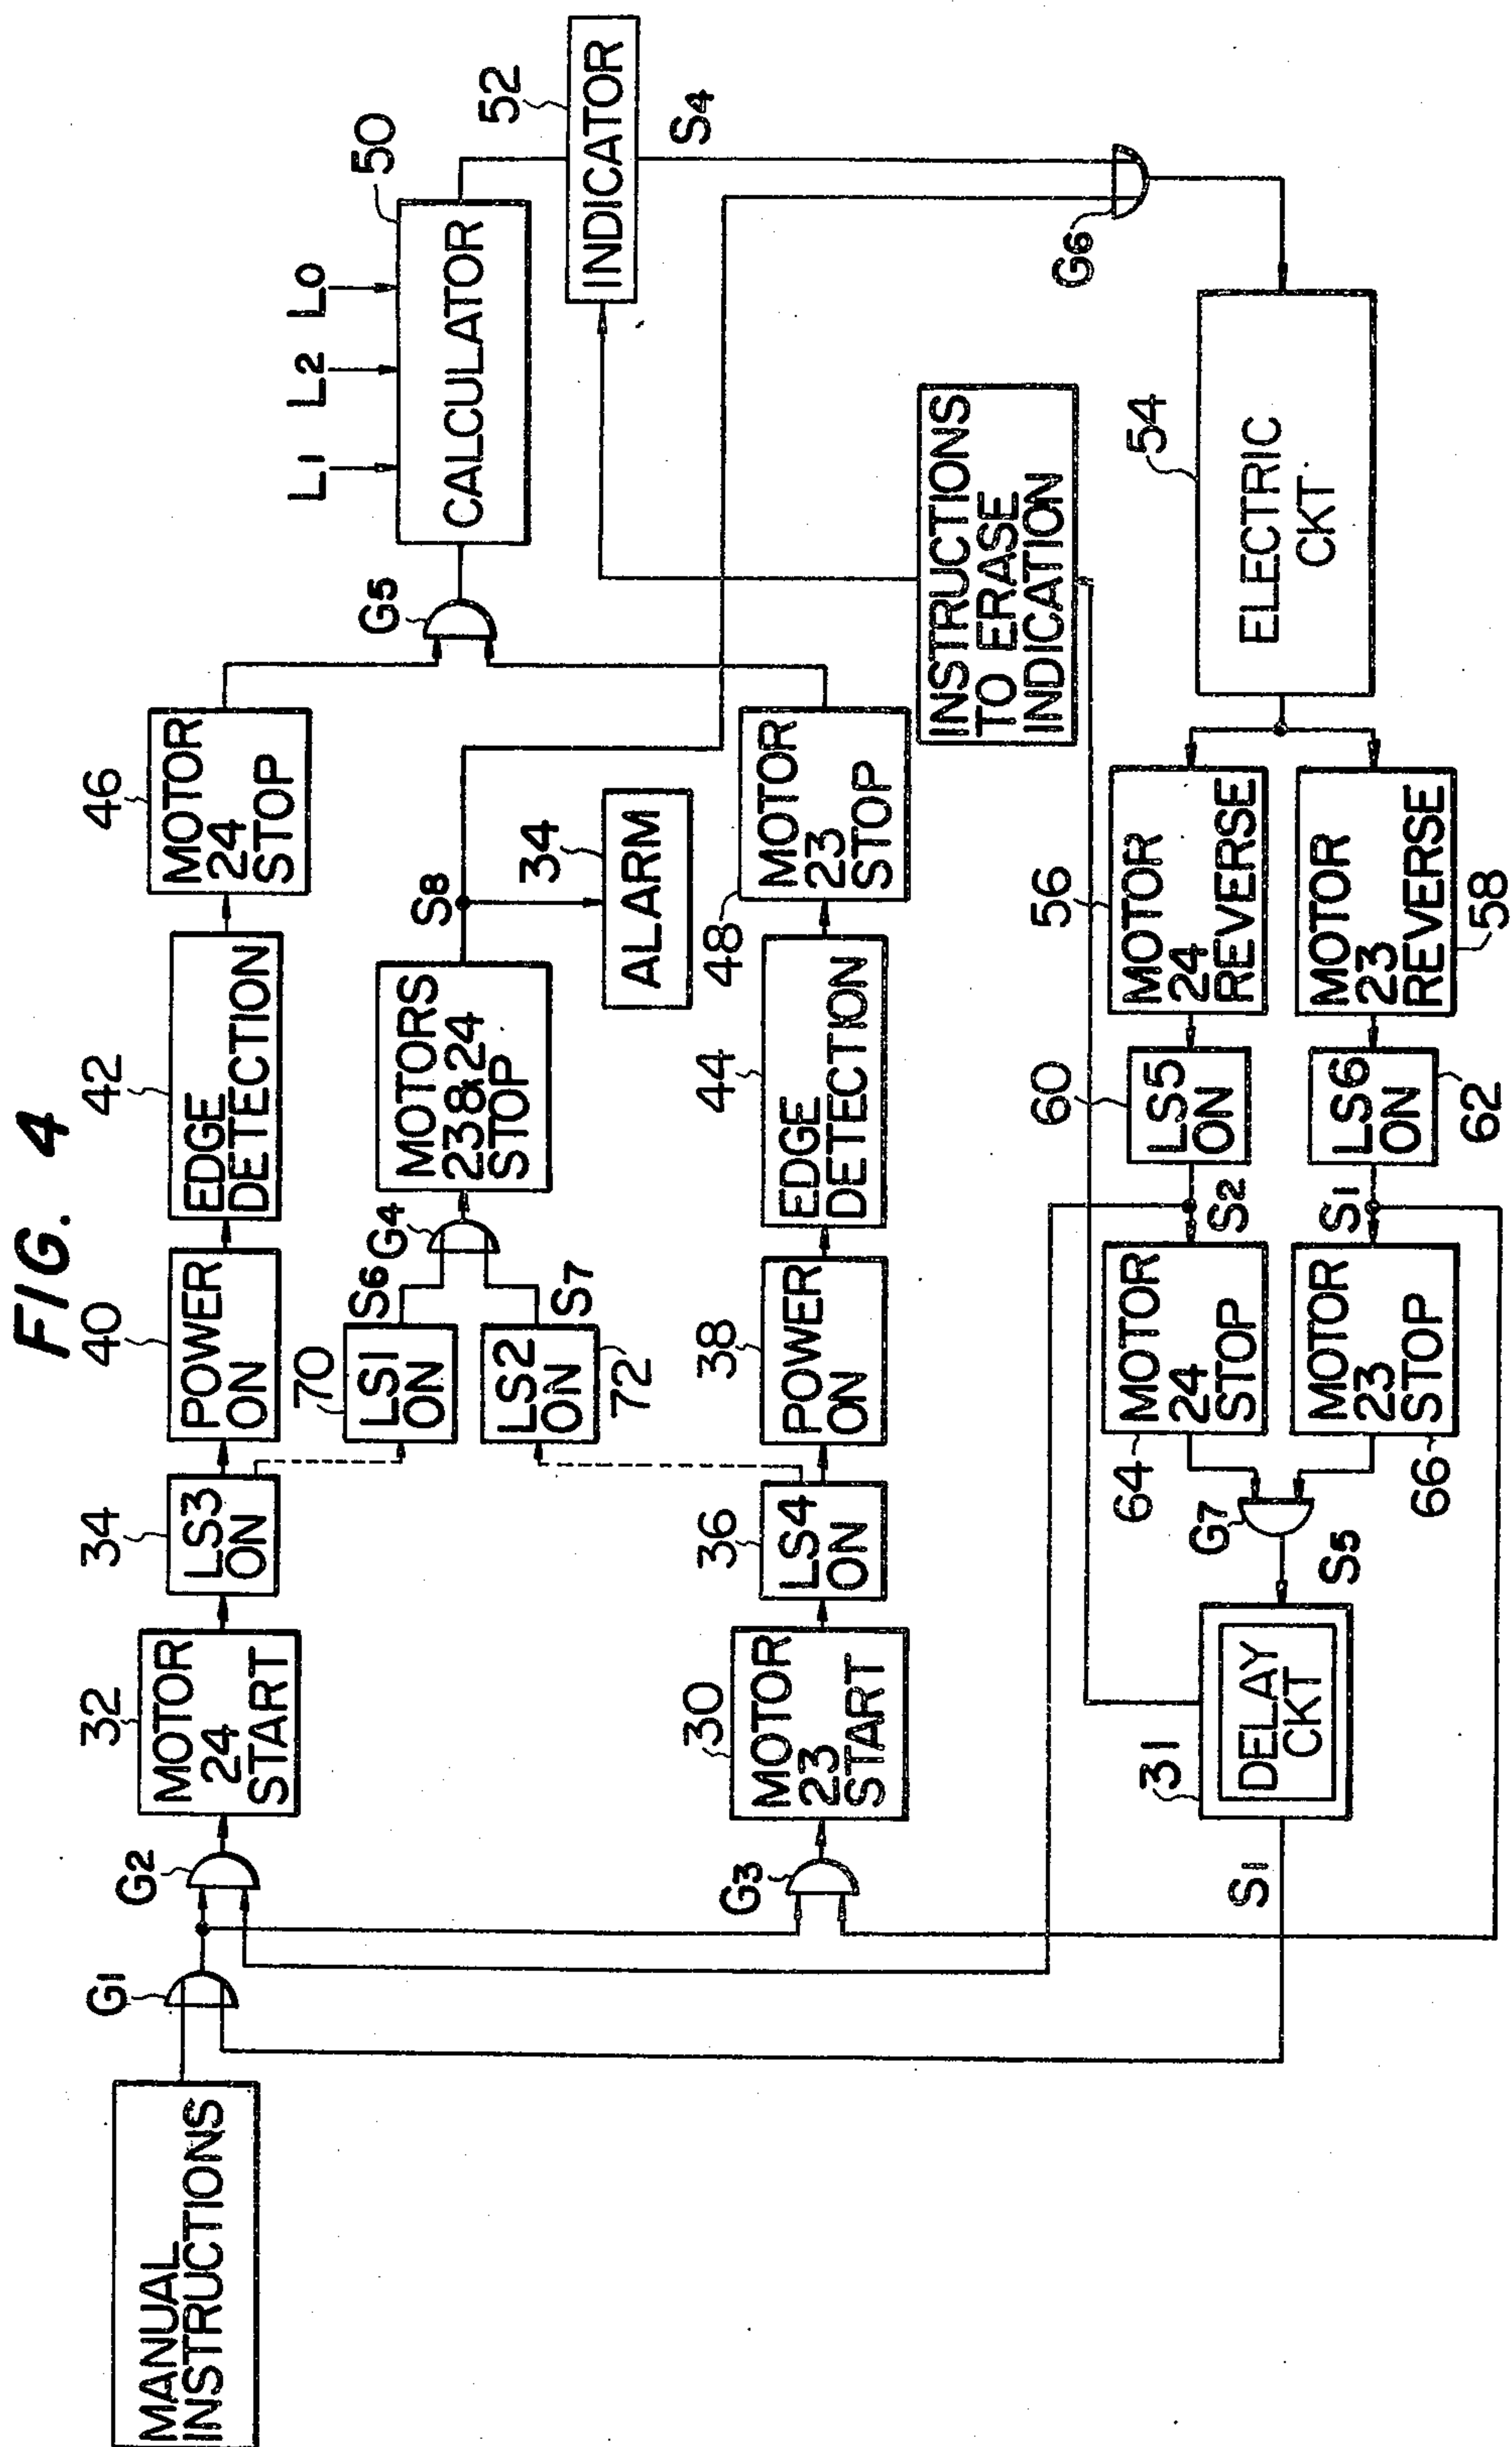 FIG. 4
MANUAL
INSTRUCTIONS
G1
G2
32
MOTOR
24
START
34
LS3
ON
40
POWER
ON
42
EDGE
DETECTION
46
MOTOR
24
STOP
G5
L1
L2
L0
50
CALCULATOR
52
INDICATOR
S4
70
LS1
ON
S6
LS2
ON
72
S7
G4
MOTORS
23&24
STOP
S8
34
ALARM
G3
30
MOTOR
23
START
36
LS4
ON
38
POWER
ON
44
EDGE
DETECTION
48
MOTOR
23
STOP
INSTRUCTIONS
TO ERASE
INDICATION
G6
54
ELECTRIC
CKT
56
MOTOR
24
REVERSE
MOTOR
23
REVERSE
58
60
LS5
ON
LS6
ON
62
S2
S1
MOTOR
24
STOP
64
MOTOR
23
STOP
66
G7
S5
31
DELAY
CKT
S1